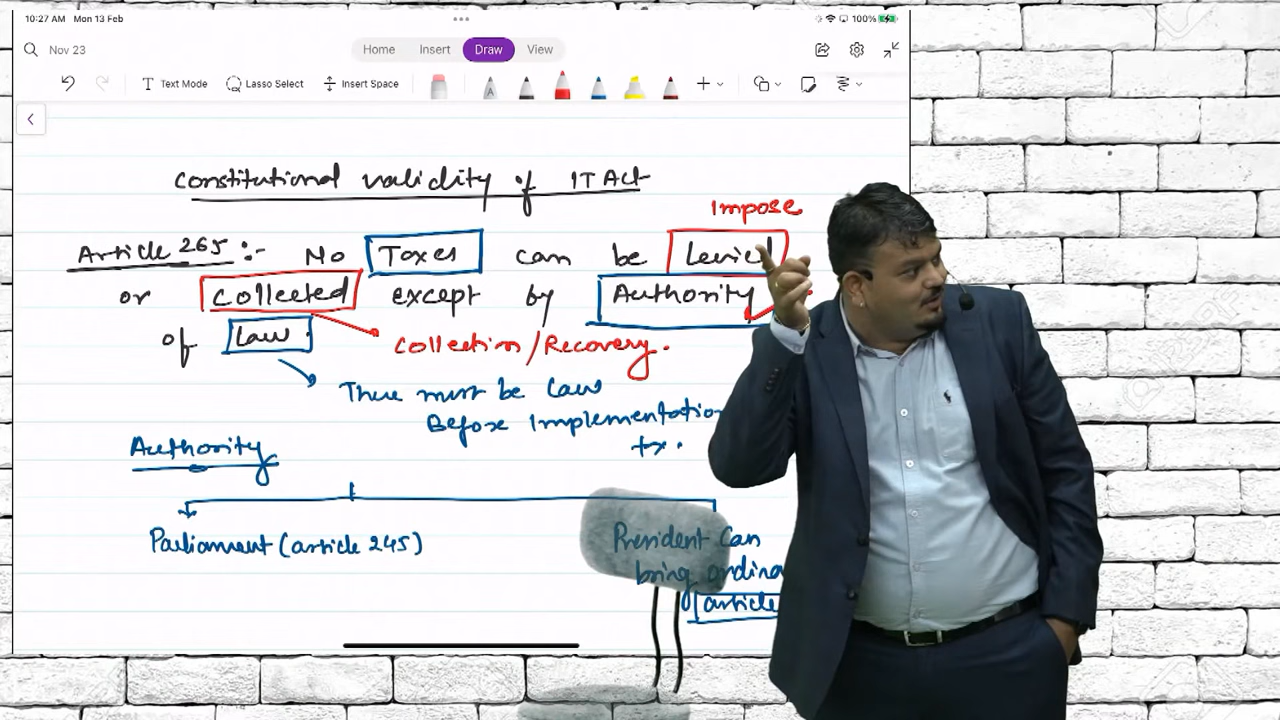 10:27 AM Mon 13 Feb
100%
Nov 23
Home Insert Draw View
Text Mode Lasso Select Insert Space
Constitutional validity of IT Act
Impose
Article 265 :- No Taxes can be Levied
or collected except by Authority
of Law.
Collection/Recovery.
There must be Law
Before Implementation
tx.
Authority
Parliament (article 245)
President Can
bring
article